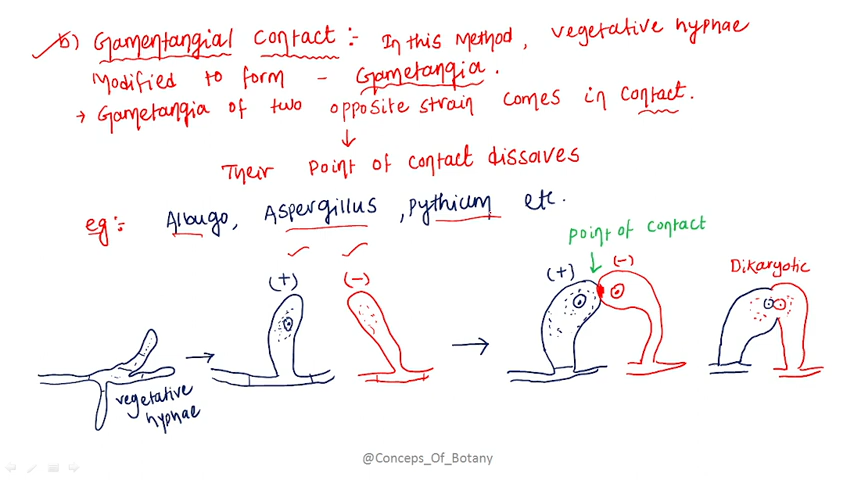 b) Gamentangial Contact :- In this Method, vegetative hyphae
Modified to form - Gametangia.
→ Gametangia of two opposite strain comes in contact.
↓
Their point of contact dissolves
eg:- Albugo, Aspergillus, Pythium etc.
point of contact
(+) (-) (+) (-) Dikaryotic
vegetative
hyphae
@Conceps_Of_Botany